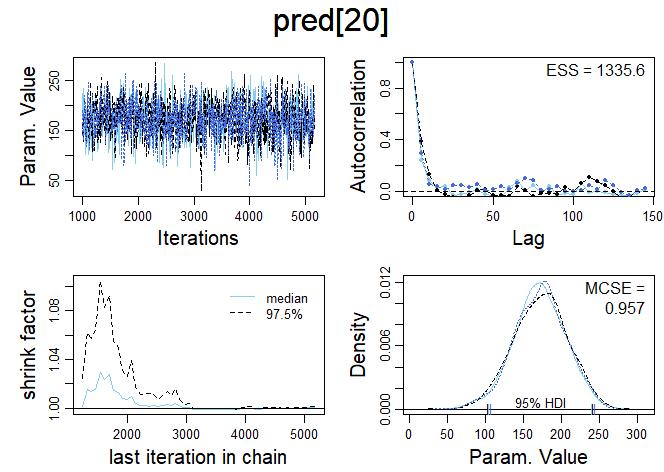 pred[20]
Param. Value
50
150
250
1000
2000
3000
4000
5000
Iterations
Autocorrelation
0.0
0.4
0.8
ESS = 1335.6
0
50
100
150
Lag
shrink factor
1.00
1.04
1.08
median
97.5%
2000
3000
4000
5000
last iteration in chain
Density
0.000
0.006
0.012
MCSE =
0.957
95% HDI
0
50
100
150
200
250
300
Param. Value